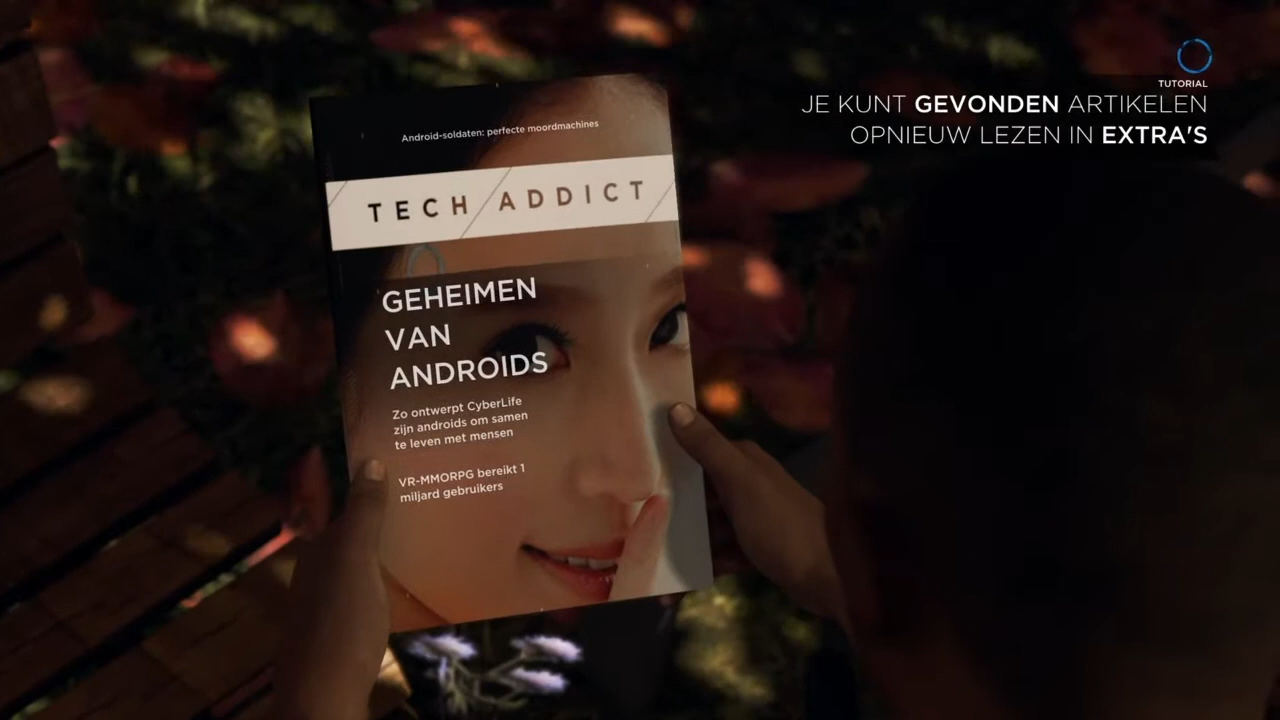 TUTORIAL
JE KUNT GEVONDEN ARTIKELEN
OPNIEUW LEZEN IN EXTRA'S
Android-soldaten: perfecte moordmachines
TECH ADDICT
GEHEIMEN
VAN
ANDROIDS
Zo ontwerpt CyberLife
zijn androids om samen
te leven met mensen
VR-MMORPG bereikt 1
miljard gebruikers